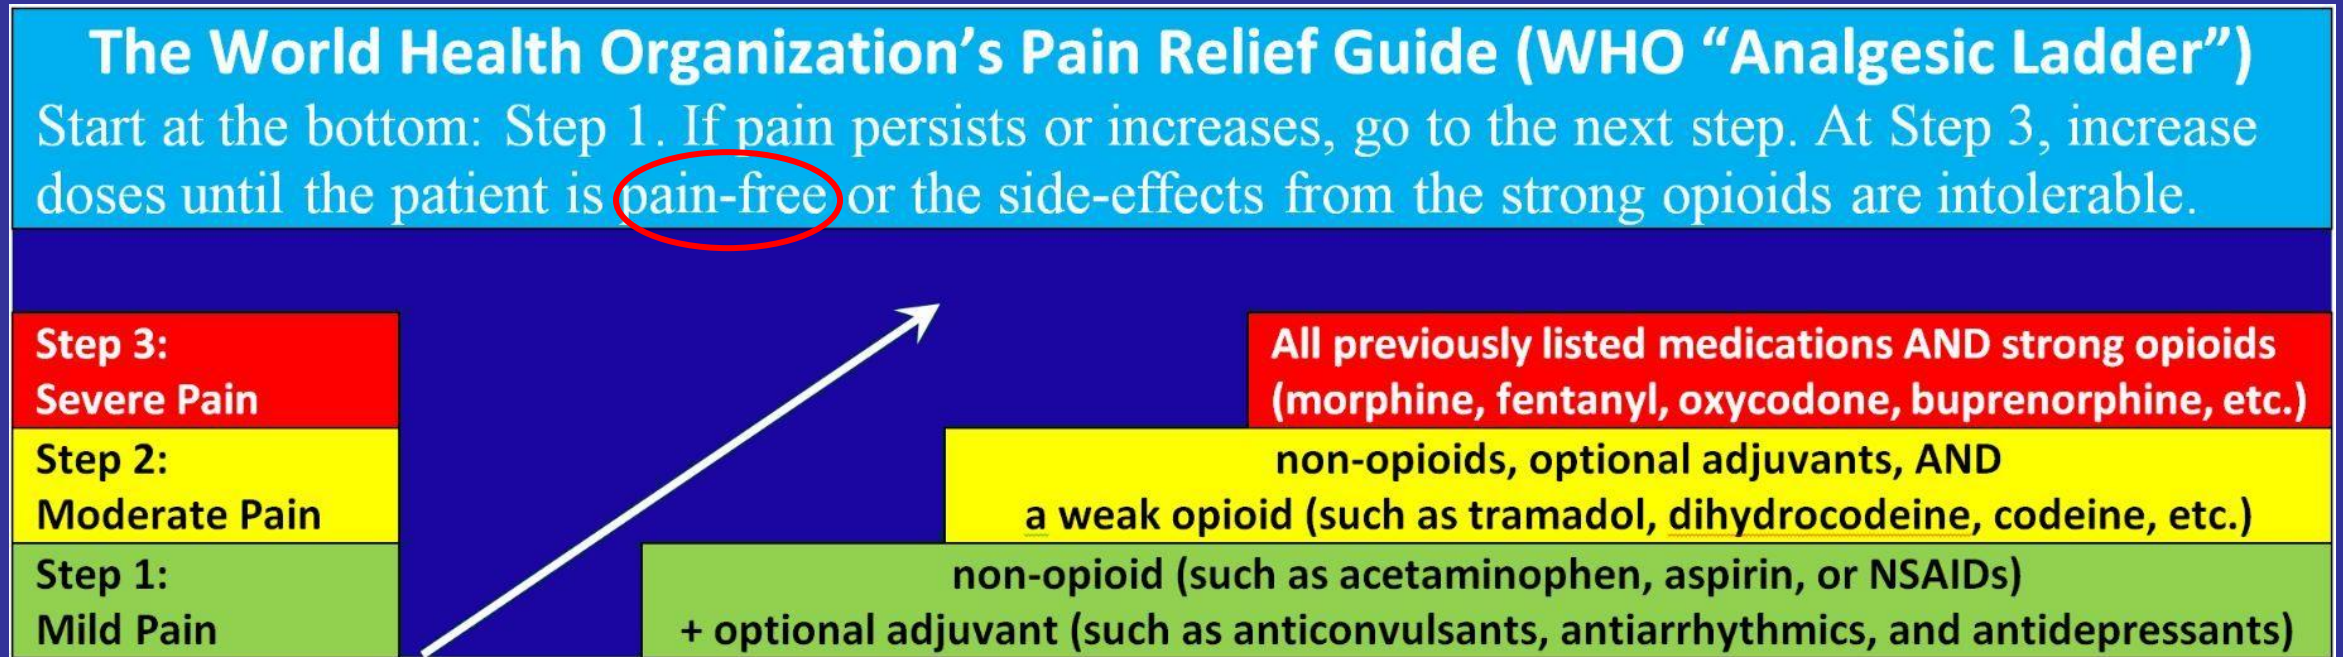 The World Health Organization’s Pain Relief Guide (WHO “Analgesic Ladder”)
Start at the bottom: Step 1. If pain persists or increases, go to the next step. At Step 3, increase
doses until the patient is pain-free or the side-effects from the strong opioids are intolerable.
Step 3:
Severe Pain
All previously listed medications AND strong opioids
(morphine, fentanyl, oxycodone, buprenorphine, etc.)
Step 2:
Moderate Pain
non-opioids, optional adjuvants, AND
a weak opioid (such as tramadol, dihydrocodeine, codeine, etc.)
Step 1:
Mild Pain
non-opioid (such as acetaminophen, aspirin, or NSAIDs)
+ optional adjuvant (such as anticonvulsants, antiarrhythmics, and antidepressants)